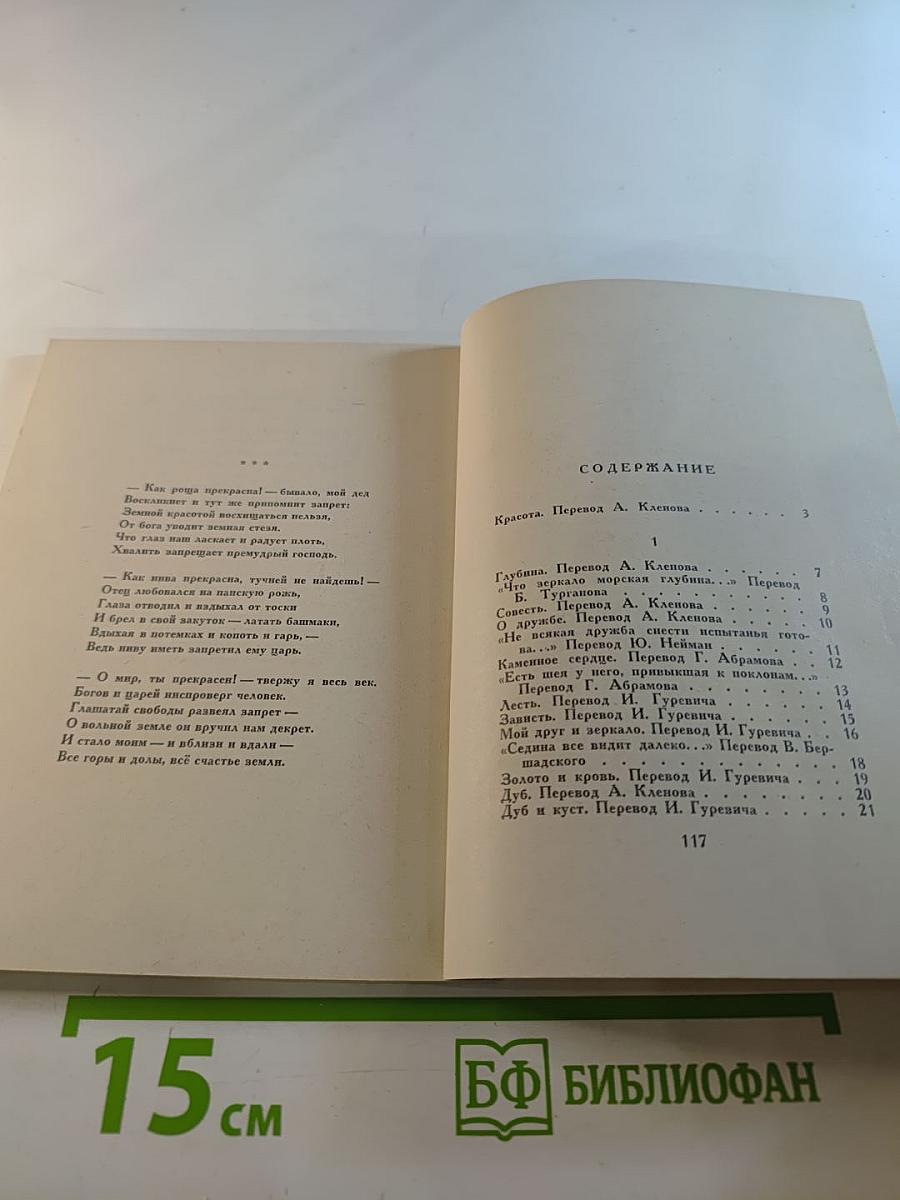 * * *
— Как роща прекрасна! — бывало, мой дед
Воскликнет и тут же припомнит запрет:
Земной красотой восхищаться нельзя,
От бога уводит земная стезя.
Что глаз наш ласкает и радует плоть,
Хвалить запрещает премудрый господь.
— Как нива прекрасна, тучней не найдешь! —
Отец любовался на панскую рожь,
Глаза отводил и вздыхал от тоски
И брел в свой закуток — латать башмаки,
Вдыхая в потемках и копоть и гарь, —
Ведь ниву иметь запретил ему царь.
— О мир, ты прекрасен! — твержу я весь век.
Богов и царей ниспроверг человек.
Глашатай свободы развеял запрет —
О вольной земле он вручил нам декрет.
И стало моим — и вблизи и вдали —
Все горы и долы, всё счастье земли.
СОДЕРЖАНИЕ
Красота. Перевод А. Кленова . . . . . . 3
1
Глубина. Перевод А. Кленова . . . . . . 7
«Что зеркало морская глубина...» Перевод
Б. Турганова . . . . . . . . . . . 8
Совесть. Перевод А. Кленова . . . . . . 9
О дружбе. Перевод А. Кленова . . . . . . 10
«Не всякая дружба снести испытанья гото-
ва...» Перевод Ю. Нейман . . . . . . 11
Каменное сердце. Перевод Г. Абрамова . . 12
«Есть шея у него, привыкшая к поклонам...»
Перевод Г. Абрамова . . . . . . . . 13
Лесть. Перевод И. Гуревича . . . . . . 14
Зависть. Перевод И. Гуревича . . . . . . 15
Мой друг и зеркало. Перевод И. Гуревича . . 16
«Седина все видит далеко...» Перевод В. Бер-
шадского . . . . . . . . . . . . 18
Золото и кровь. Перевод И. Гуревича . . . 19
Дуб. Перевод А. Кленова . . . . . . . . 20
Дуб и куст. Перевод И. Гуревича . . . . . 21
117
15 см
БФ БИБЛИОФАН